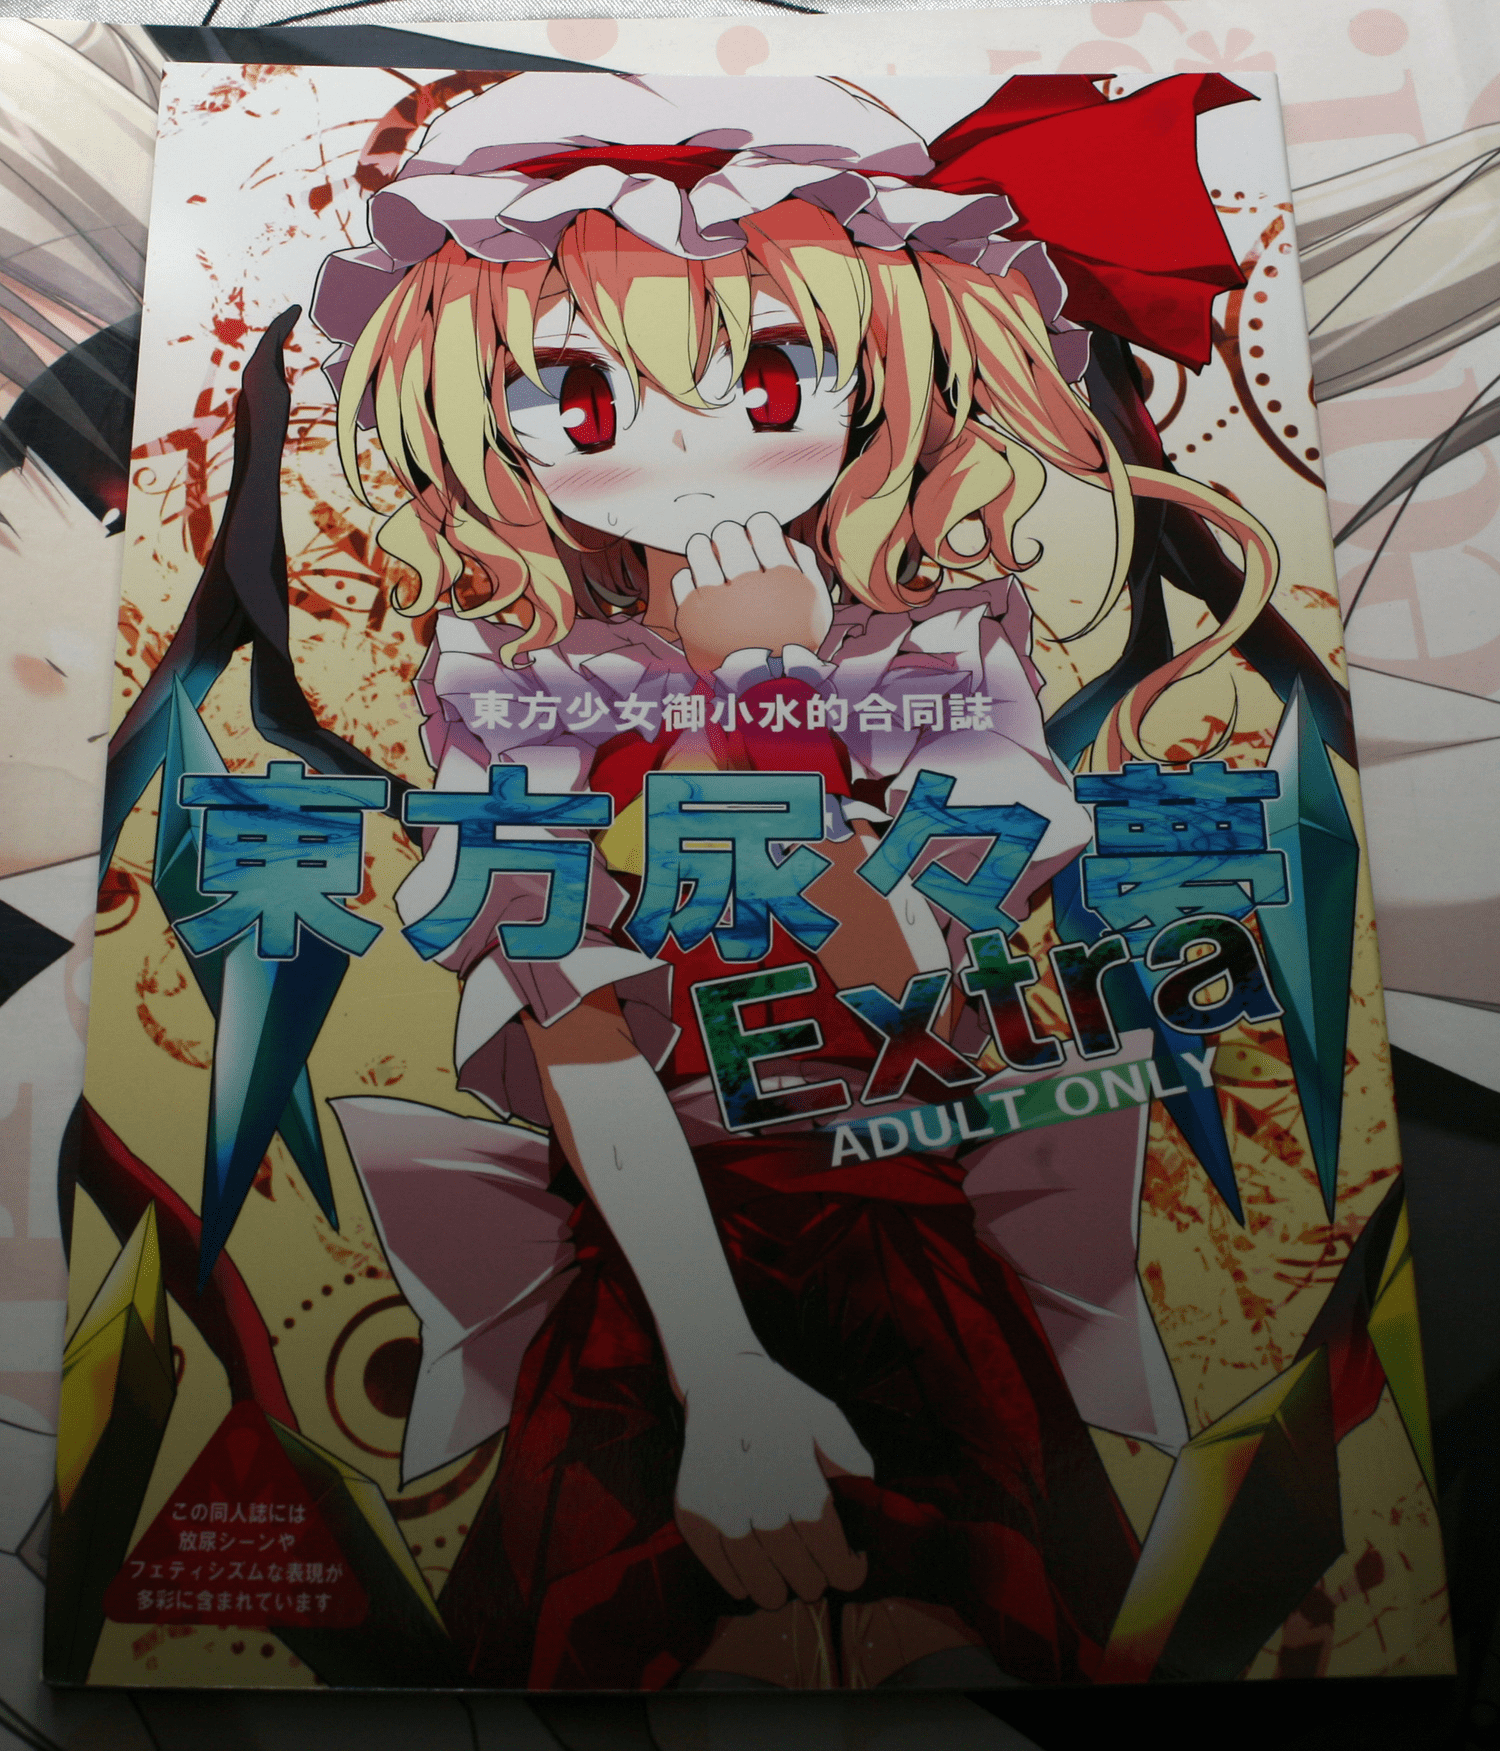 東方少女御小水的合同誌
東方尿々夢
Extra
ADULT ONLY
この同人誌には
放尿シーンや
フェティシズムな表現が
多彩に含まれています